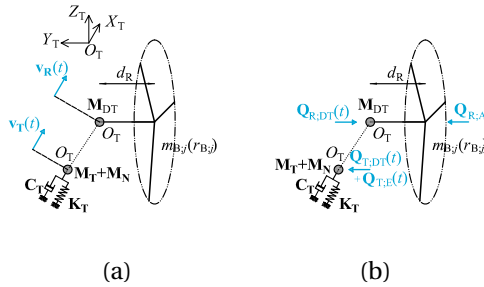 Z_T
X_T
Y_T
O_T
v_R(t)
d_R
M_DT
O_T
v_T(t)
O_T
m_B;j(r_B;j)
M_T+M_N
C_T
K_T
(a)
d_R
M_DT
Q_R;DT(t)
Q_R;A
O_T
O_T
m_B;j(r_B;j)
Q_T;DT(t)
M_T+M_N
+Q_T;E(t)
C_T
K_T
(b)